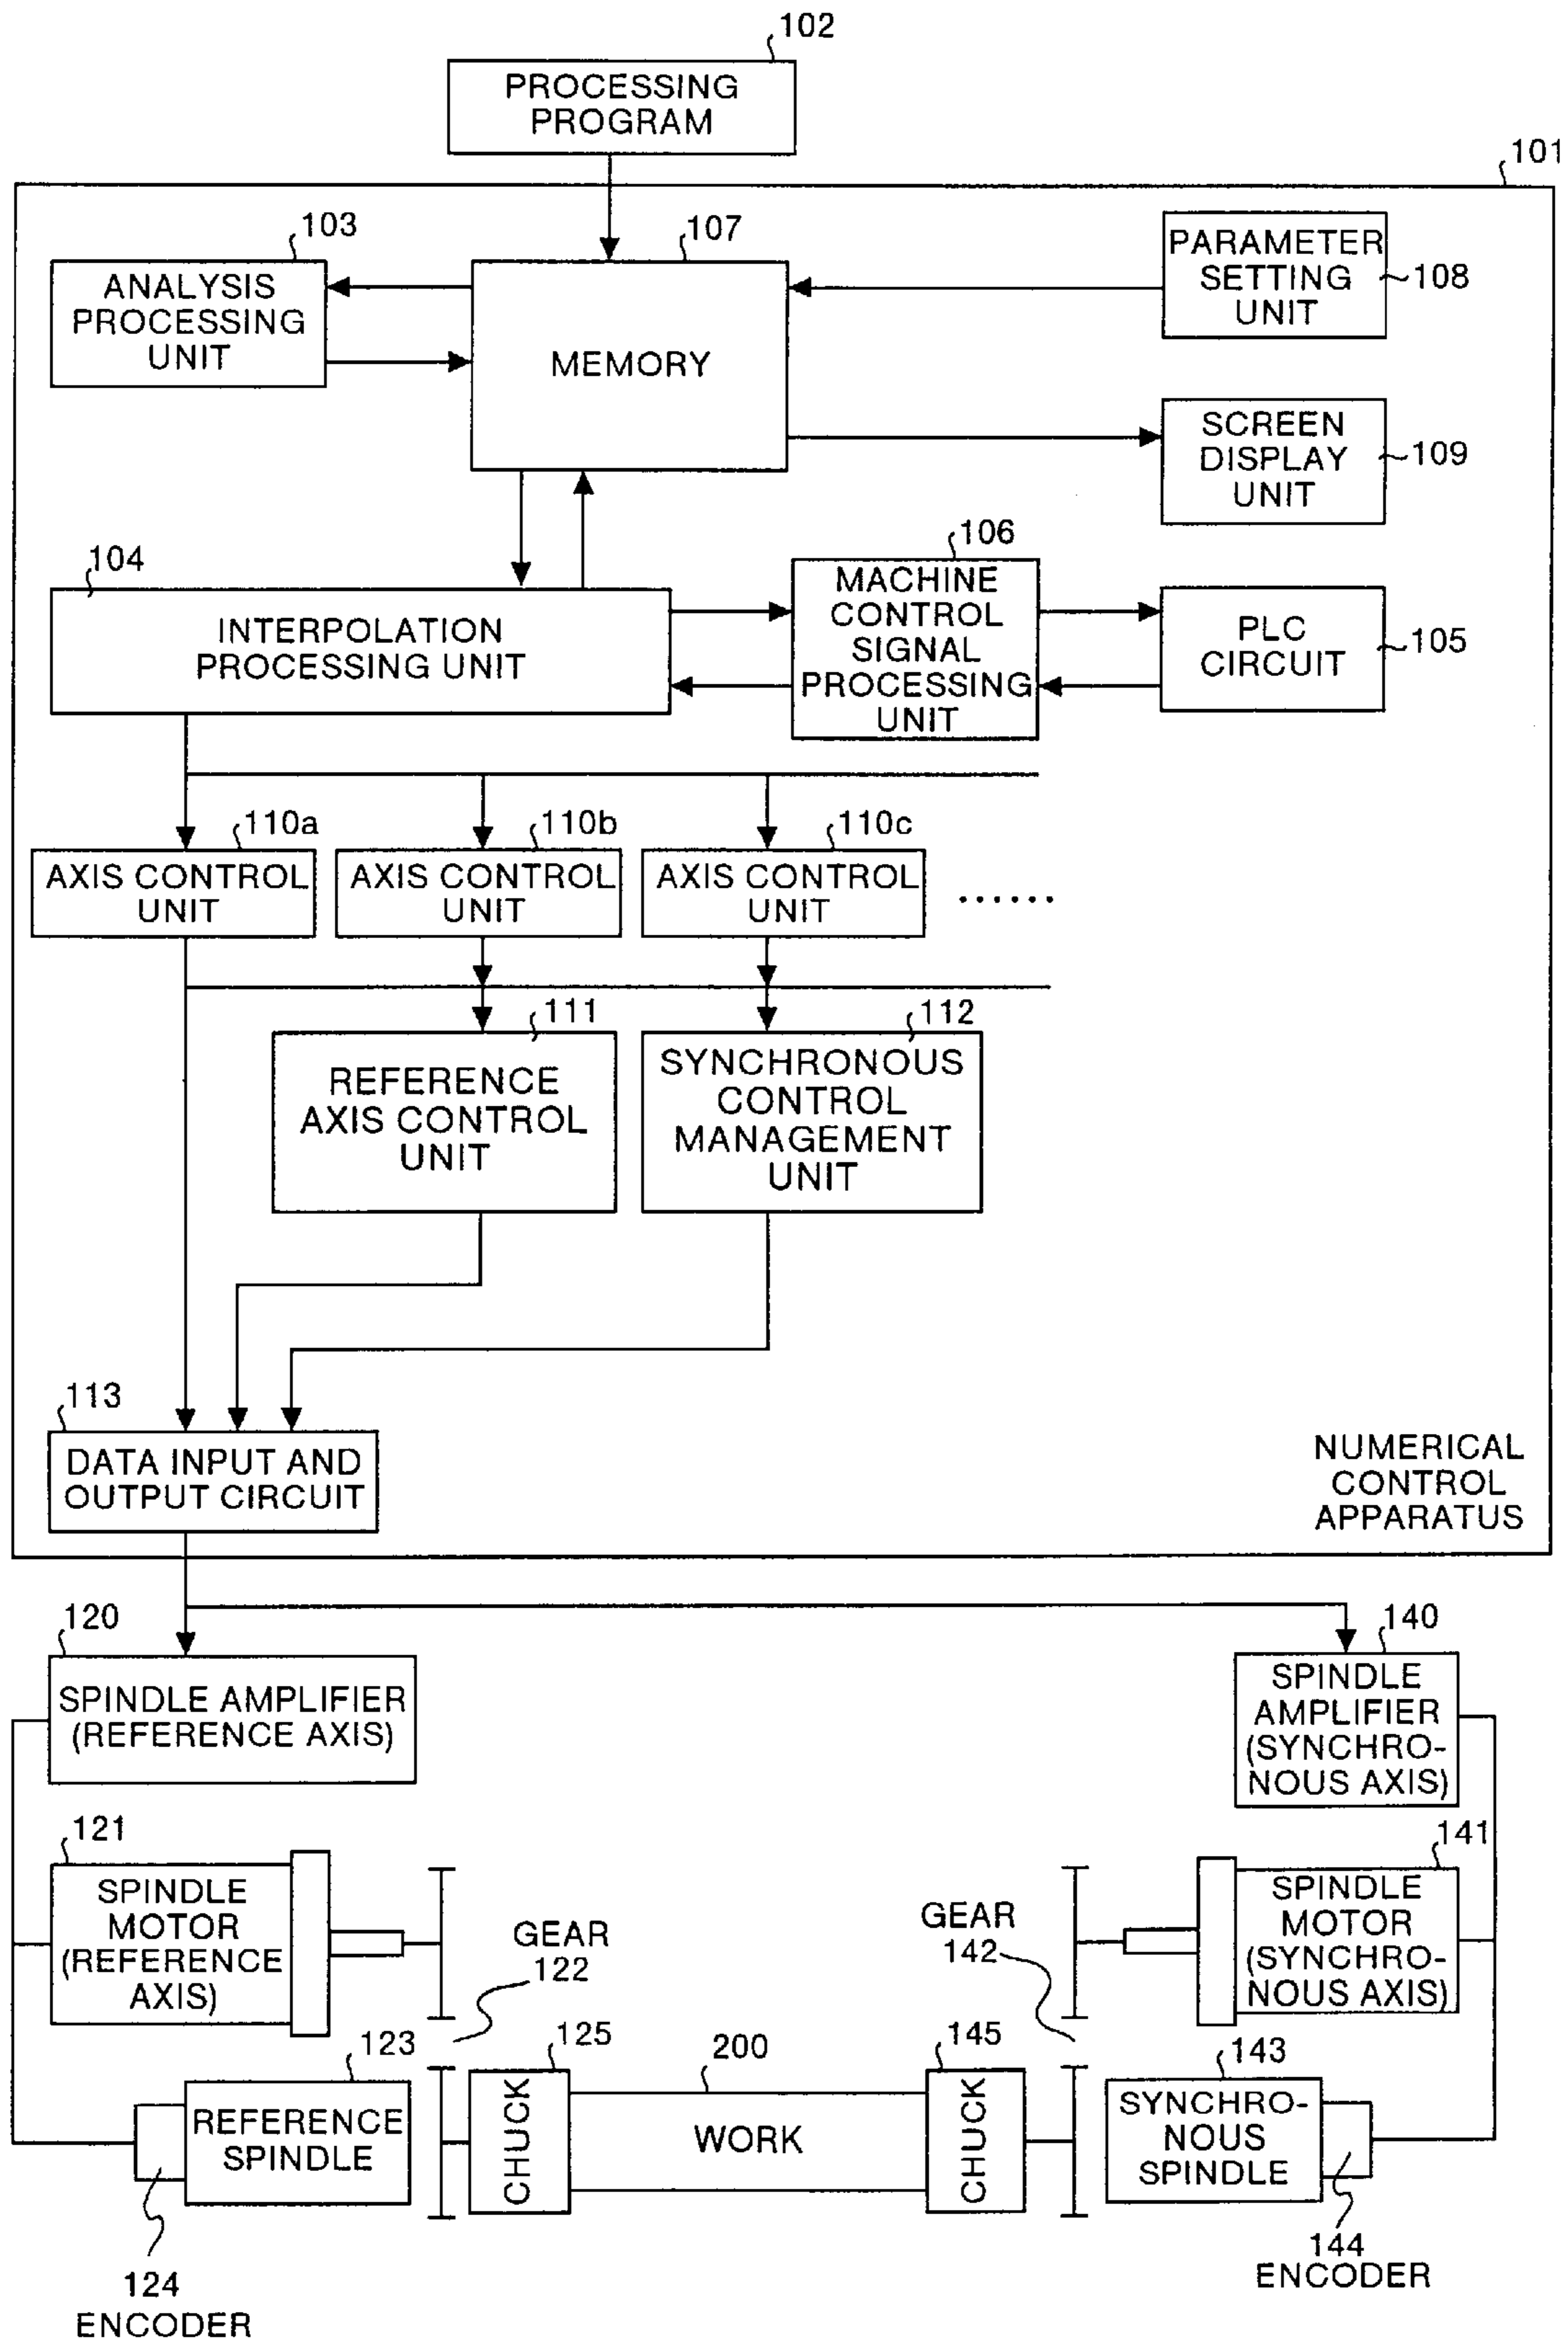 102
PROCESSING
PROGRAM
101
103
107
ANALYSIS
PROCESSING
UNIT
MEMORY
PARAMETER
SETTING
UNIT
108
SCREEN
DISPLAY
UNIT
109
104
106
INTERPOLATION
PROCESSING UNIT
MACHINE
CONTROL
SIGNAL
PROCESSING
UNIT
PLC
CIRCUIT
105
110a
110b
110c
AXIS CONTROL
UNIT
AXIS CONTROL
UNIT
AXIS CONTROL
UNIT
......
111
112
REFERENCE
AXIS CONTROL
UNIT
SYNCHRONOUS
CONTROL
MANAGEMENT
UNIT
113
DATA INPUT AND
OUTPUT CIRCUIT
NUMERICAL
CONTROL
APPARATUS
120
140
SPINDLE AMPLIFIER
(REFERENCE AXIS)
SPINDLE
AMPLIFIER
(SYNCHRO-
NOUS AXIS)
121
141
SPINDLE
MOTOR
(REFERENCE
AXIS)
GEAR
122
GEAR
142
SPINDLE
MOTOR
(SYNCHRO-
NOUS AXIS)
123
125
200
145
143
REFERENCE
SPINDLE
CHUCK
WORK
CHUCK
SYNCHRO-
NOUS
SPINDLE
124
ENCODER
144
ENCODER